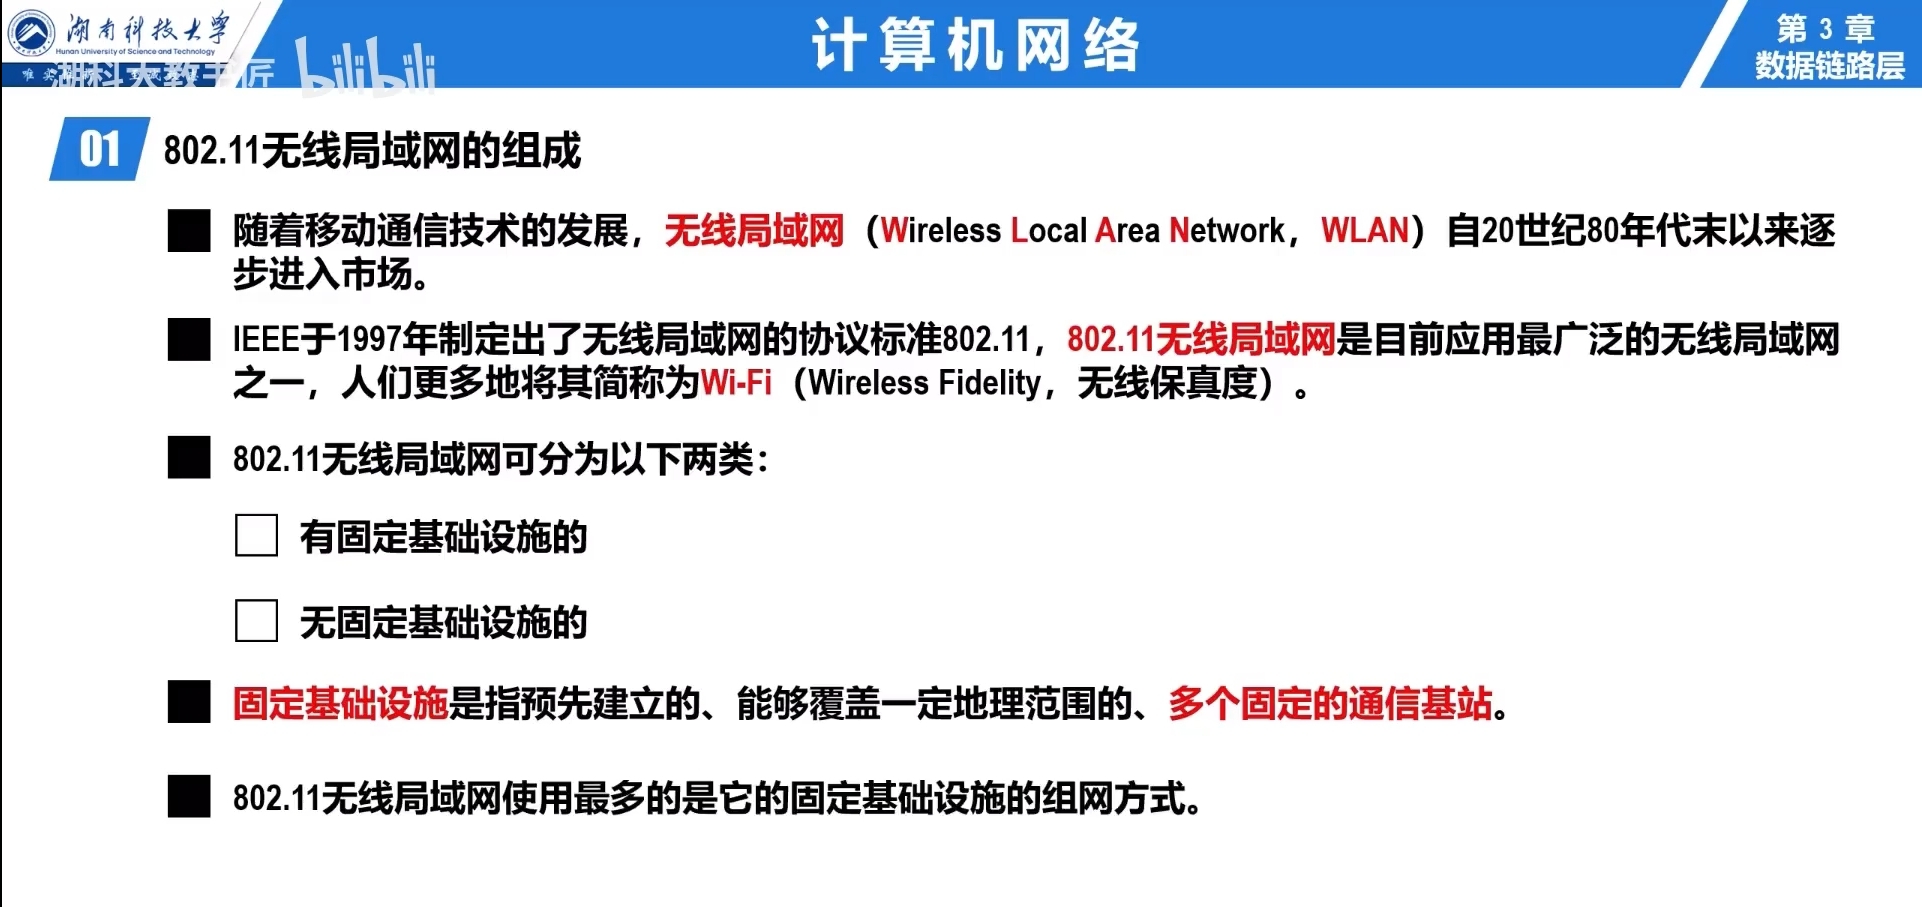 湖南科技大学
Hunan University of Science and Technology
湖科大教书匠 bilibili
计算机网络
第 3 章
数据链路层
01 802.11无线局域网的组成
随着移动通信技术的发展，无线局域网（Wireless Local Area Network，WLAN）自20世纪80年代末以来逐
步进入市场。
IEEE于1997年制定出了无线局域网的协议标准802.11，802.11无线局域网是目前应用最广泛的无线局域网
之一，人们更多地将其简称为Wi-Fi（Wireless Fidelity，无线保真度）。
802.11无线局域网可分为以下两类：
有固定基础设施的
无固定基础设施的
固定基础设施是指预先建立的、能够覆盖一定地理范围的、多个固定的通信基站。
802.11无线局域网使用最多的是它的固定基础设施的组网方式。